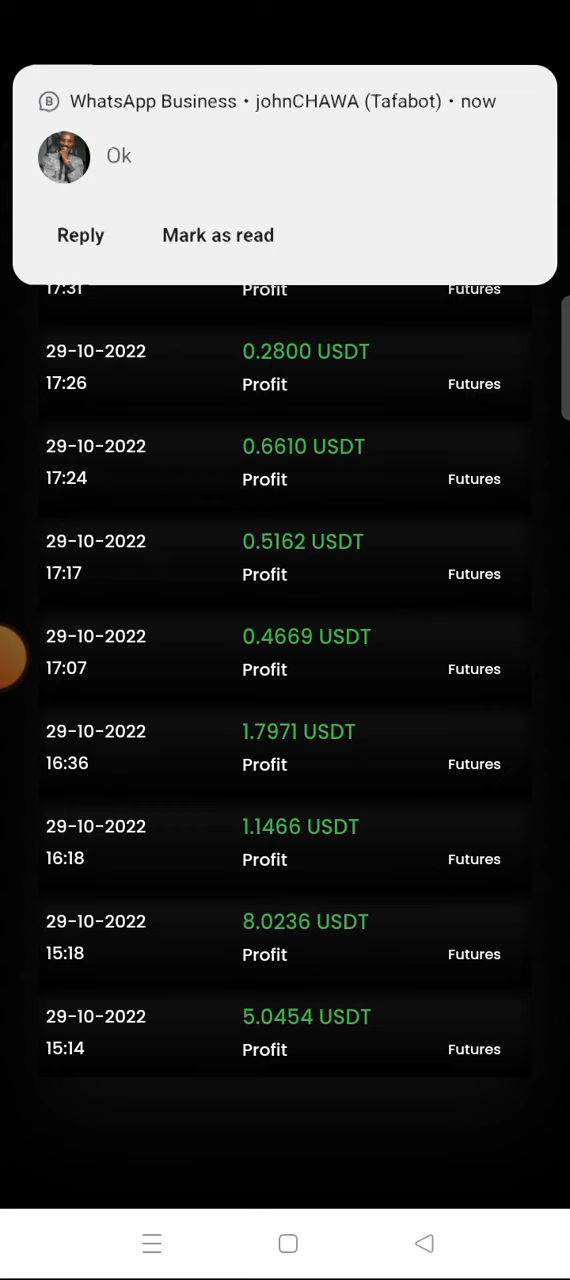 WhatsApp Business • johnCHAWA (Tafabot) • now
Ok
Reply Mark as read
17:31 Profit Futures
29-10-2022 0.2800 USDT
17:26 Profit Futures
29-10-2022 0.6610 USDT
17:24 Profit Futures
29-10-2022 0.5162 USDT
17:17 Profit Futures
29-10-2022 0.4669 USDT
17:07 Profit Futures
29-10-2022 1.7971 USDT
16:36 Profit Futures
29-10-2022 1.1466 USDT
16:18 Profit Futures
29-10-2022 8.0236 USDT
15:18 Profit Futures
29-10-2022 5.0454 USDT
15:14 Profit Futures